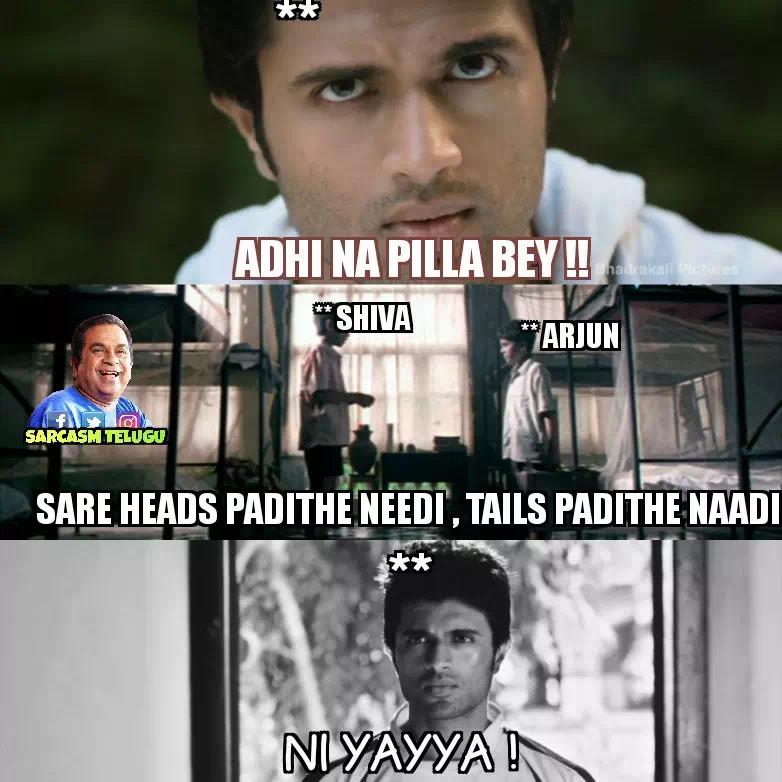 **
ADHI NA PILLA BEY !!
Bhadrakali Pictures
** SHIVA
** ARJUN
SARCASM TELUGU
SARE HEADS PADITHE NEEDI , TAILS PADITHE NAADI
**
NI YAYYA !